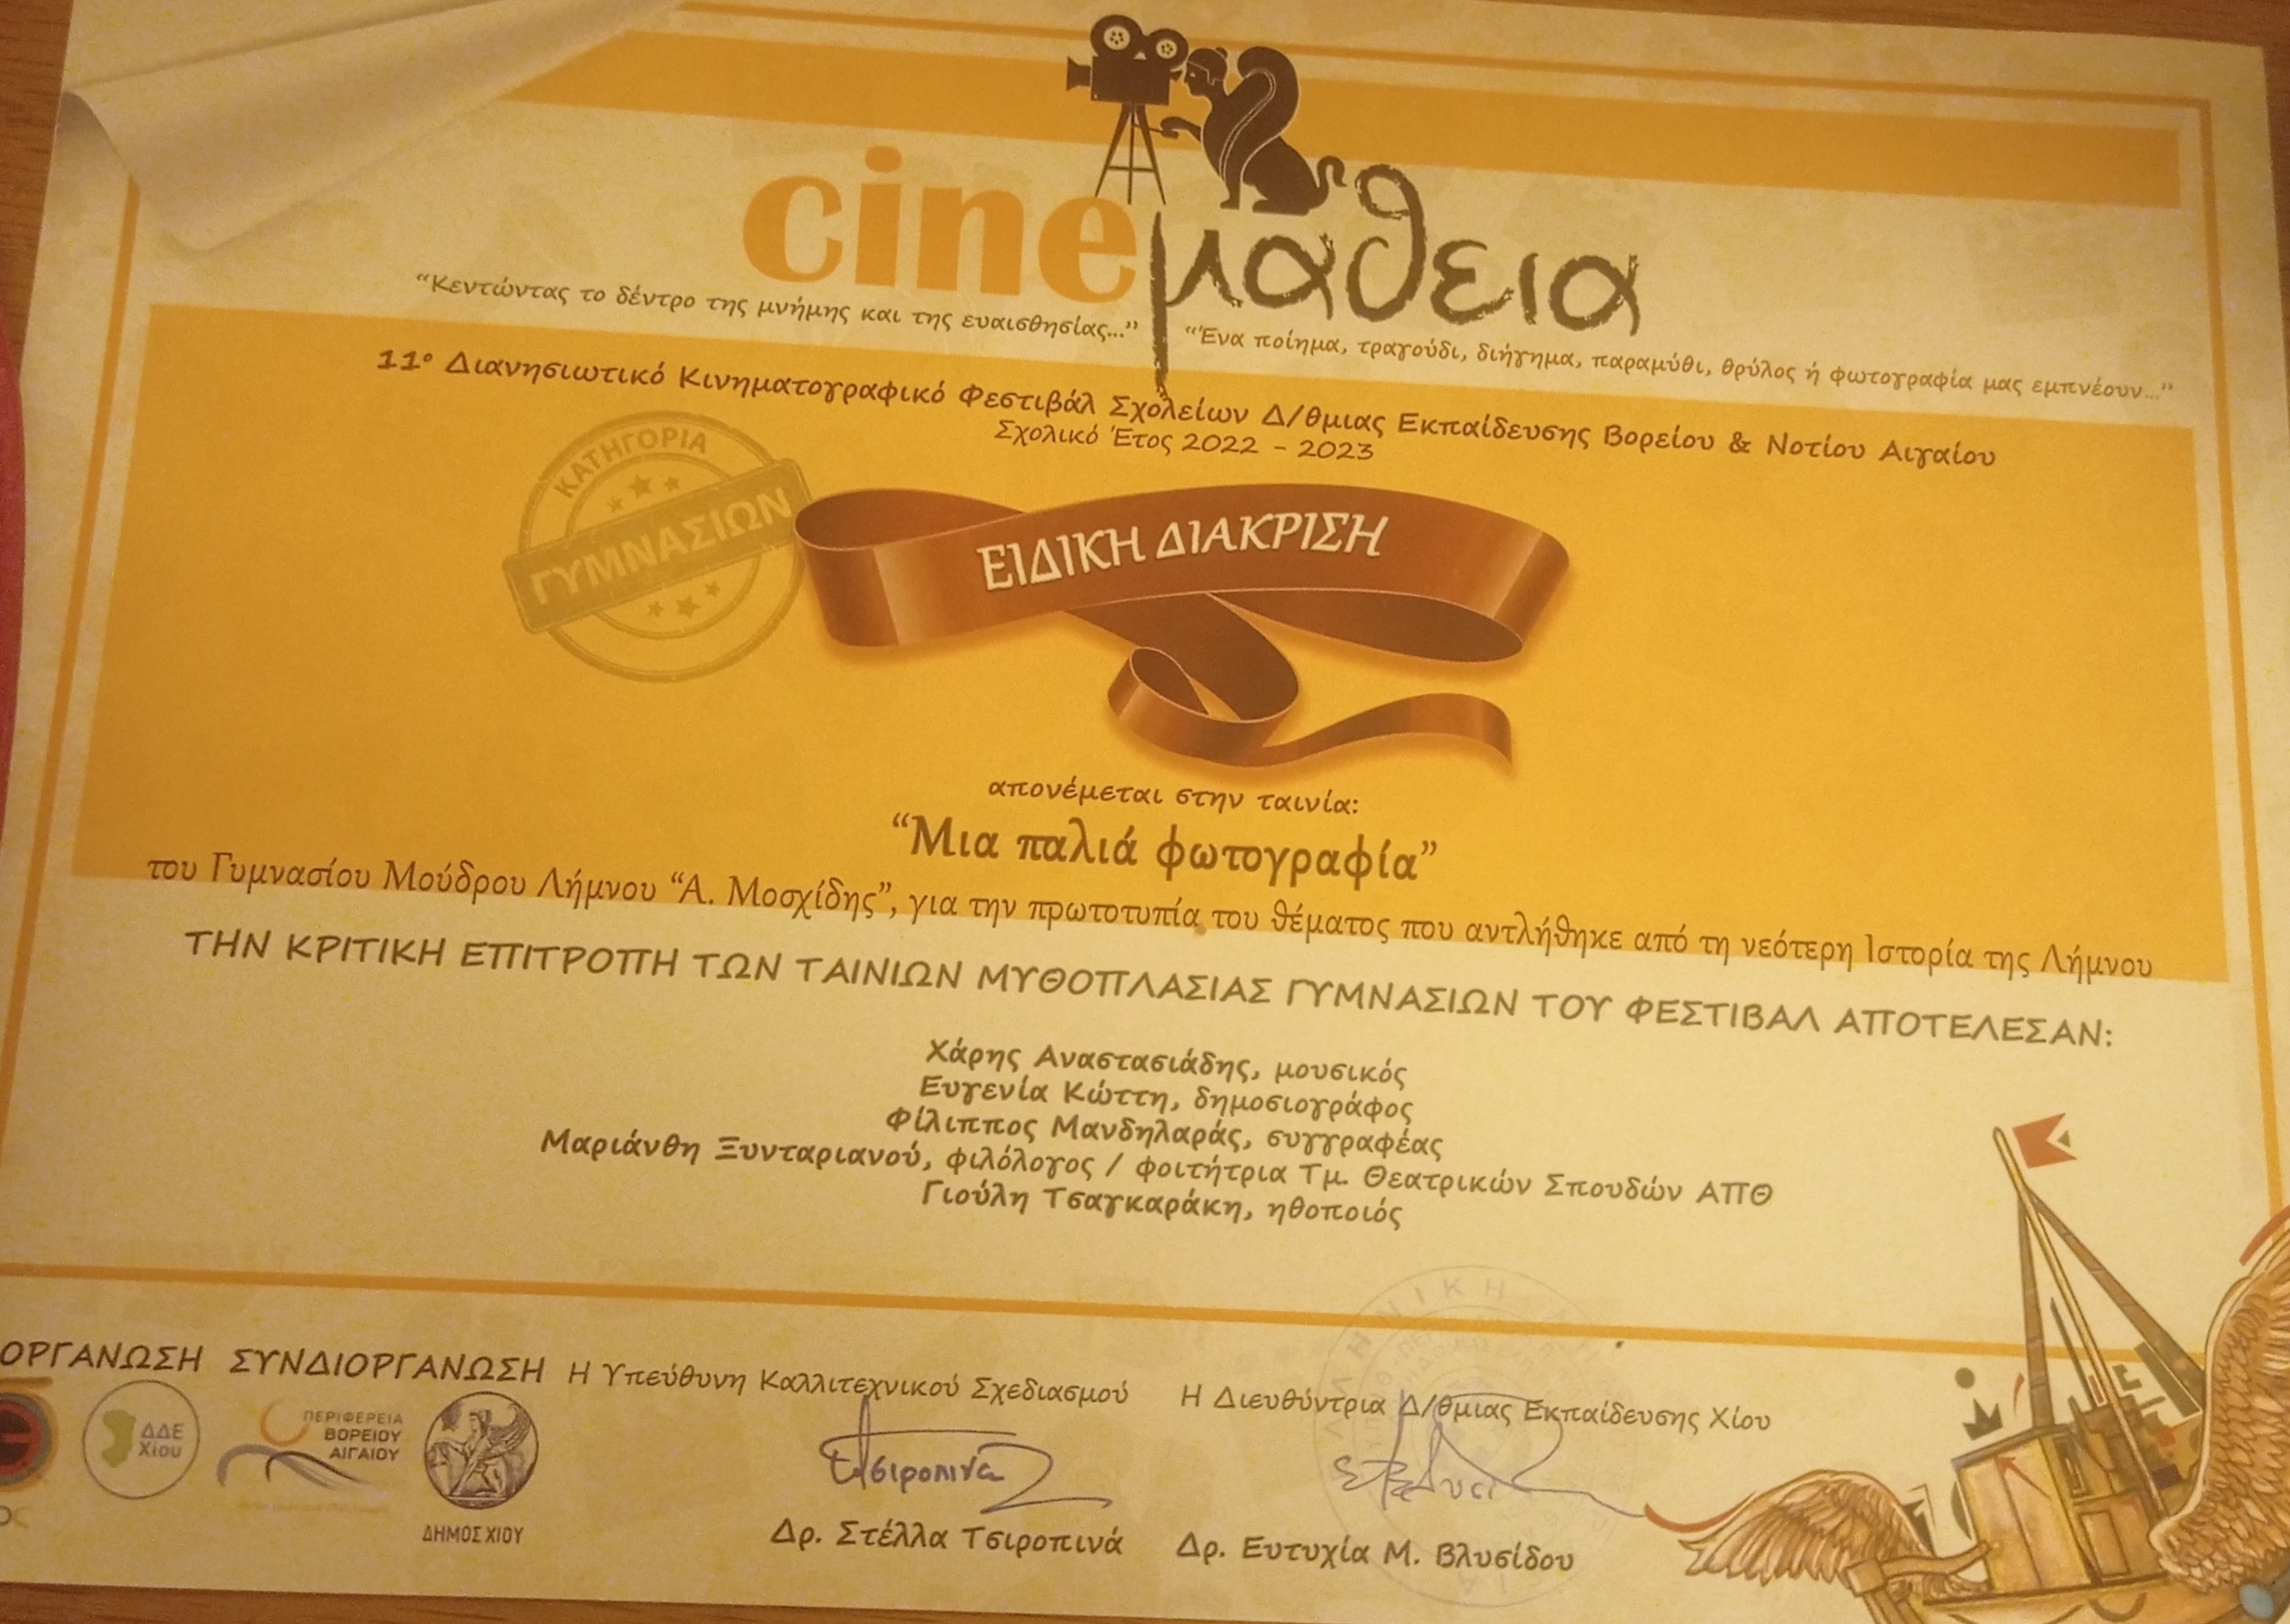 cineμαθεια
“Κεντώντας το δέντρο της μνήμης και της ευαισθησίας...”
“Ένα ποίημα, τραγούδι, διήγημα, παραμύθι, θρύλος ή φωτογραφία μας εμπνέουν...”
11ο Διανησιωτικό Κινηματογραφικό Φεστιβάλ Σχολείων Δ/θμιας Εκπαίδευσης Βορείου & Νοτίου Αιγαίου
Σχολικό Έτος 2022 - 2023
ΚΑΤΗΓΟΡΙΑ
ΓΥΜΝΑΣΙΩΝ
ΕΙΔΙΚΗ ΔΙΑΚΡΙΣΗ
απονέμεται στην ταινία:
“Μια παλιά φωτογραφία”
του Γυμνασίου Μούδρου Λήμνου “Α. Μοσχίδης”, για την πρωτοτυπία του θέματος που αντλήθηκε από τη νεότερη Ιστορία της Λήμνου
ΤΗΝ ΚΡΙΤΙΚΗ ΕΠΙΤΡΟΠΗ ΤΩΝ ΤΑΙΝΙΩΝ ΜΥΘΟΠΛΑΣΙΑΣ ΓΥΜΝΑΣΙΩΝ ΤΟΥ ΦΕΣΤΙΒΑΛ ΑΠΟΤΕΛΕΣΑΝ:
Χάρης Αναστασιάδης, μουσικός
Ευγενία Κώττη, δημοσιογράφος
Φίλιππος Μανδηλαράς, συγγραφέας
Μαριάνθη Ξυνταριανού, φιλόλογος / φοιτήτρια Τμ. Θεατρικών Σπουδών ΑΠΘ
Γιούλη Τσαγκαράκη, ηθοποιός
ΟΡΓΑΝΩΣΗ ΣΥΝΔΙΟΡΓΑΝΩΣΗ
Η Υπεύθυνη Καλλιτεχνικού Σχεδιασμού
Η Διευθύντρια Δ/θμιας Εκπαίδευσης Χίου
ΔΔΕ
Χίου
ΠΕΡΙΦΕΡΕΙΑ
ΒΟΡΕΙΟΥ
ΑΙΓΑΙΟΥ
ΔΗΜΟΣ ΧΙΟΥ
Δρ. Στέλλα Τσιροπινά
Δρ. Ευτυχία Μ. Βλυσίδου